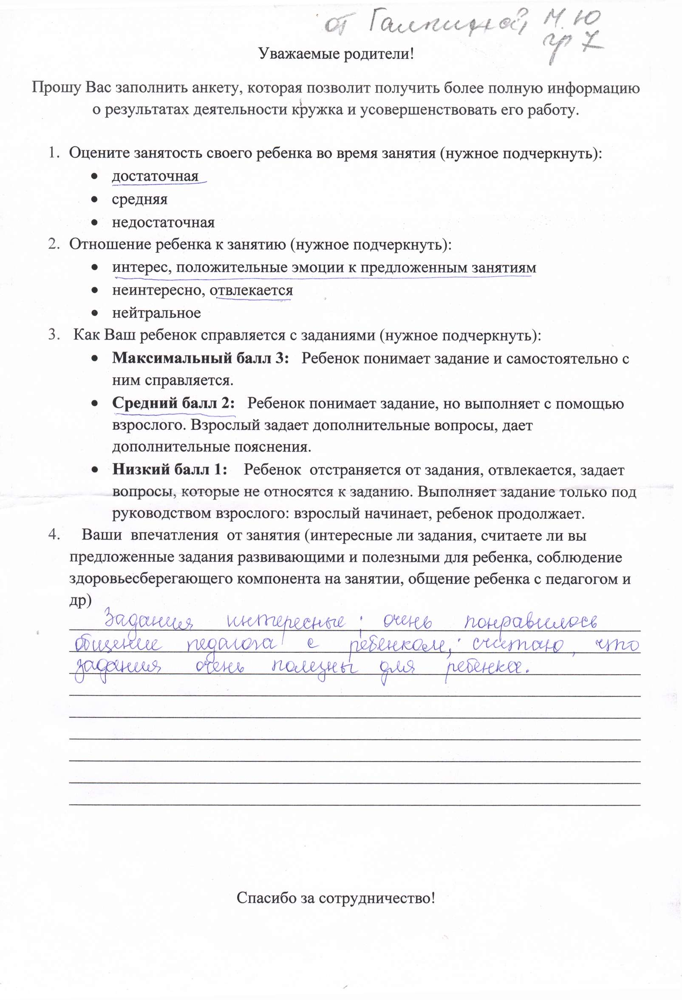 от Галкиной М.Ю
гр 7
Уважаемые родители!
Прошу Вас заполнить анкету, которая позволит получить более полную информацию
о результатах деятельности кружка и усовершенствовать его работу.
1. Оцените занятость своего ребенка во время занятия (нужное подчеркнуть):
• достаточная
• средняя
• недостаточная
2. Отношение ребенка к занятию (нужное подчеркнуть):
• интерес, положительные эмоции к предложенным занятиям
• неинтересно, отвлекается
• нейтральное
3. Как Ваш ребенок справляется с заданиями (нужное подчеркнуть):
• Максимальный балл 3: Ребенок понимает задание и самостоятельно с
ним справляется.
• Средний балл 2: Ребенок понимает задание, но выполняет с помощью
взрослого. Взрослый задает дополнительные вопросы, дает
дополнительные пояснения.
• Низкий балл 1: Ребенок отстраняется от задания, отвлекается, задает
вопросы, которые не относятся к заданию. Выполняет задание только под
руководством взрослого: взрослый начинает, ребенок продолжает.
4. Ваши впечатления от занятия (интересные ли задания, считаете ли вы
предложенные задания развивающими и полезными для ребенка, соблюдение
здоровьесберегающего компонента на занятии, общение ребенка с педагогом и
др)
Задания интересные; очень понравилось
общение педагога с ребенком; считаю, что
задания очень полезны для ребенка.
Спасибо за сотрудничество!